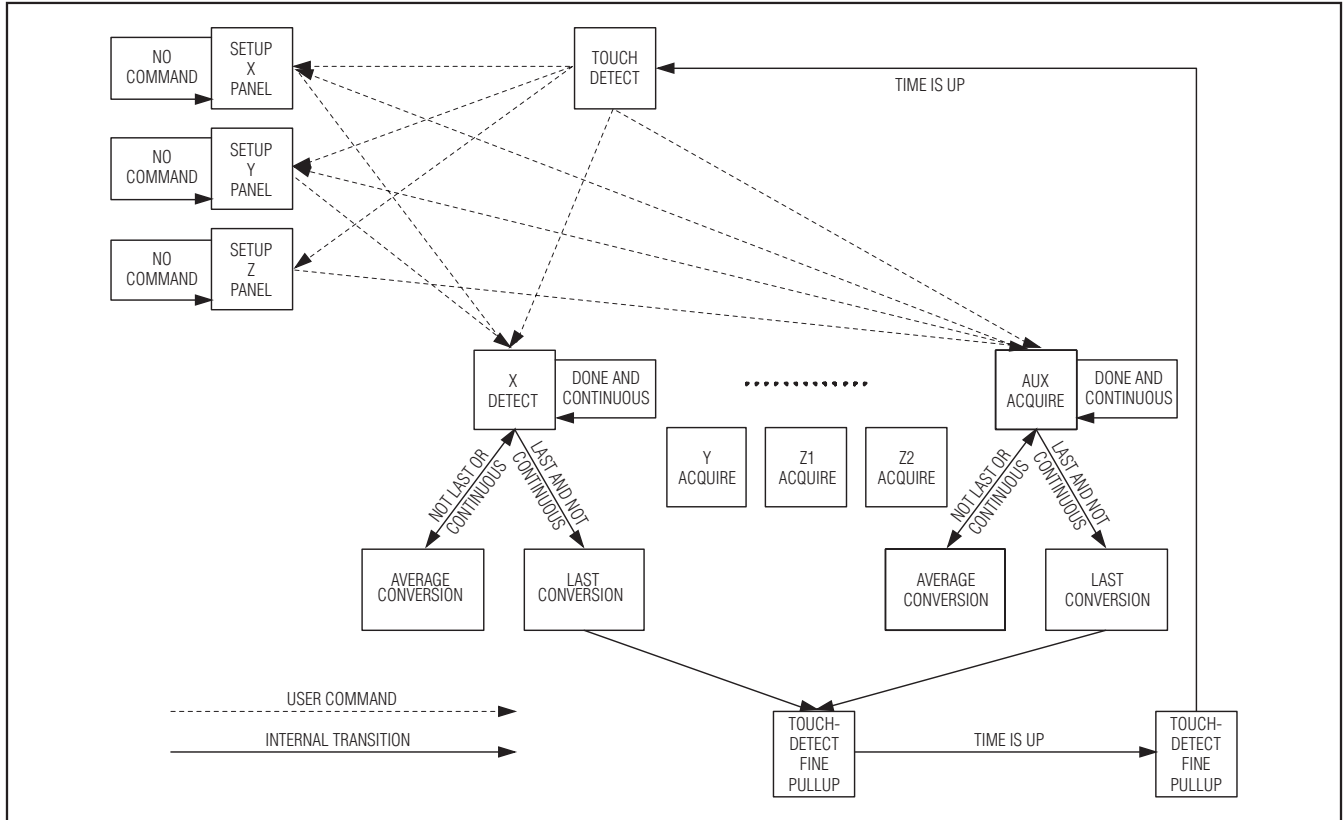 NO
COMMAND
SETUP
X
PANEL
TOUCH
DETECT
TIME IS UP
NO
COMMAND
SETUP
Y
PANEL
NO
COMMAND
SETUP
Z
PANEL
X
DETECT
DONE AND
CONTINUOUS
AUX
ACQUIRE
DONE AND
CONTINUOUS
Y
ACQUIRE
Z1
ACQUIRE
Z2
ACQUIRE
NOT LAST OR
CONTINUOUS
LAST AND NOT
CONTINUOUS
NOT LAST OR
CONTINUOUS
LAST AND NOT
CONTINUOUS
AVERAGE
CONVERSION
LAST
CONVERSION
AVERAGE
CONVERSION
LAST
CONVERSION
USER COMMAND
INTERNAL TRANSITION
TOUCH-
DETECT
FINE
PULLUP
TIME IS UP
TOUCH-
DETECT
FINE
PULLUP